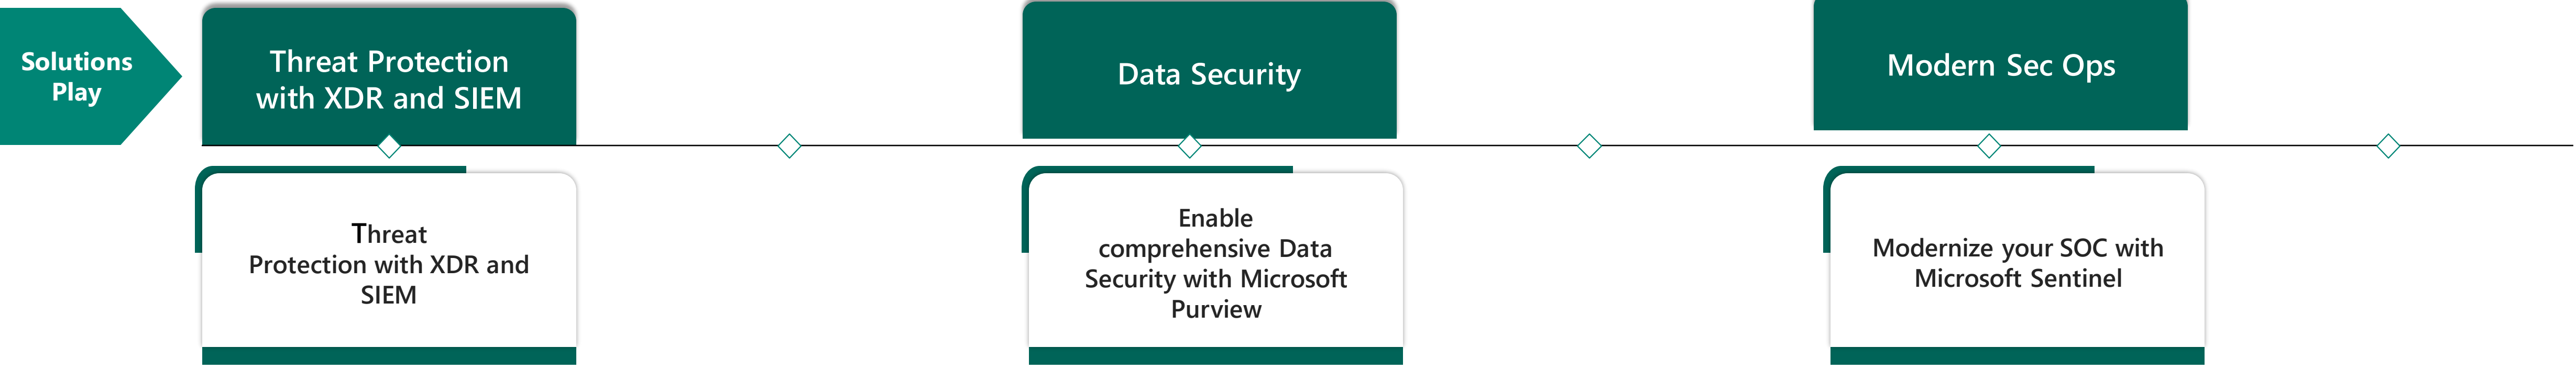 Solutions
Play
Threat Protection
with XDR and SIEM
Data Security
Modern Sec Ops
Threat
Protection with XDR and
SIEM
Enable
comprehensive Data
Security with Microsoft
Purview
Modernize your SOC with
Microsoft Sentinel